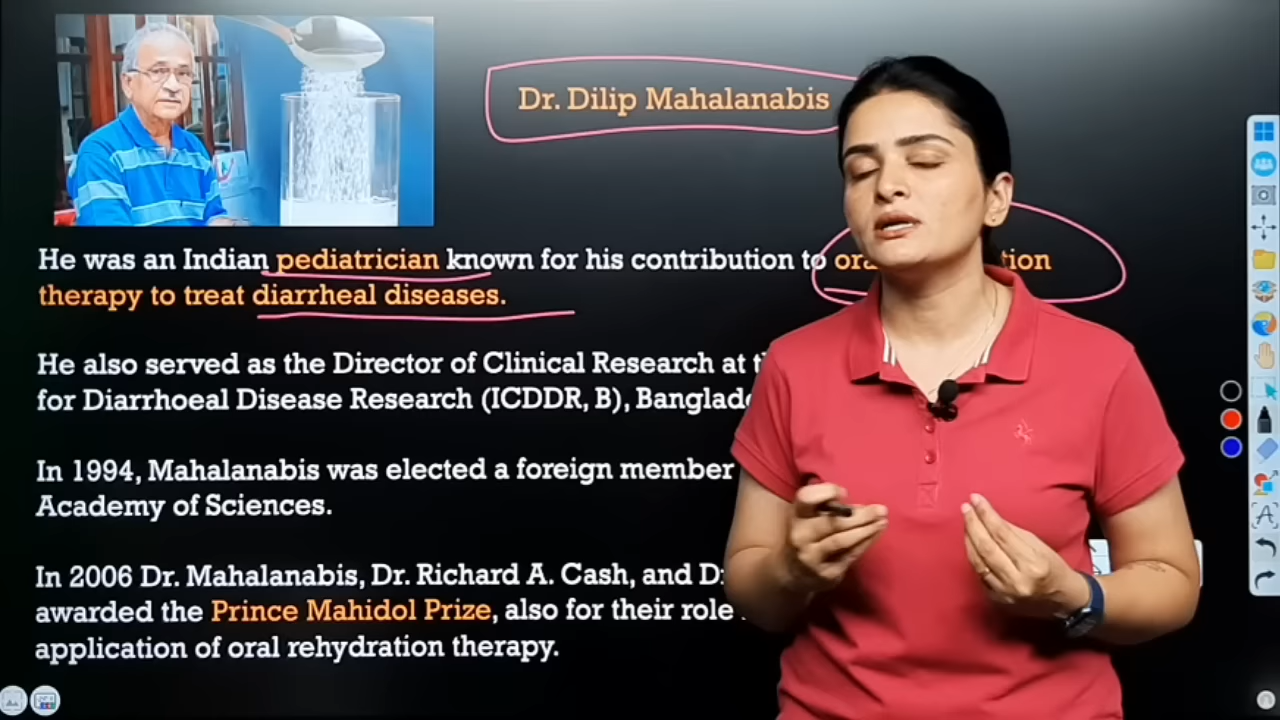 Dr. Dilip Mahalanabis
He was an Indian pediatrician known for his contribution to
therapy to treat diarrheal diseases.
He also served as the Director of Clinical Research at
for Diarrhoeal Disease Research (ICDDR, B),
In 1994, Mahalanabis was elected a foreign member
Academy of Sciences.
In 2006 Dr. Mahalanabis, Dr. Richard A. Cash, and
awarded the Prince Mahidol Prize, also for their role
application of oral rehydration therapy.